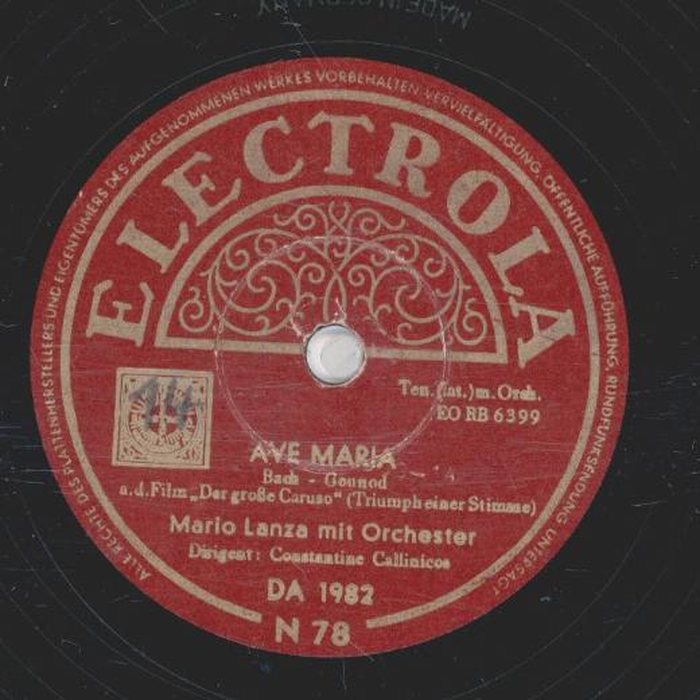 MADE IN GERMANY
ALLE RECHTE DES PLATTENHERSTELLERS UND EIGENTÜMERS DES AUFGENOMMENEN WERKES VORBEHALTEN. VERVIELFÄLTIGUNG, ÖFFENTLICHE AUFFÜHRUNG, RUNDFUNKSENDUNG UNTERSAGT
ELECTROLA
14
Ten.(lat.)m.Orch.
EO RB 6399
AVE MARIA
Bach - Gounod
a.d.Film „Der große Caruso“ (Triumph einer Stimme)
Mario Lanza mit Orchester
Dirigent: Constantine Callinicos
DA 1982
N 78